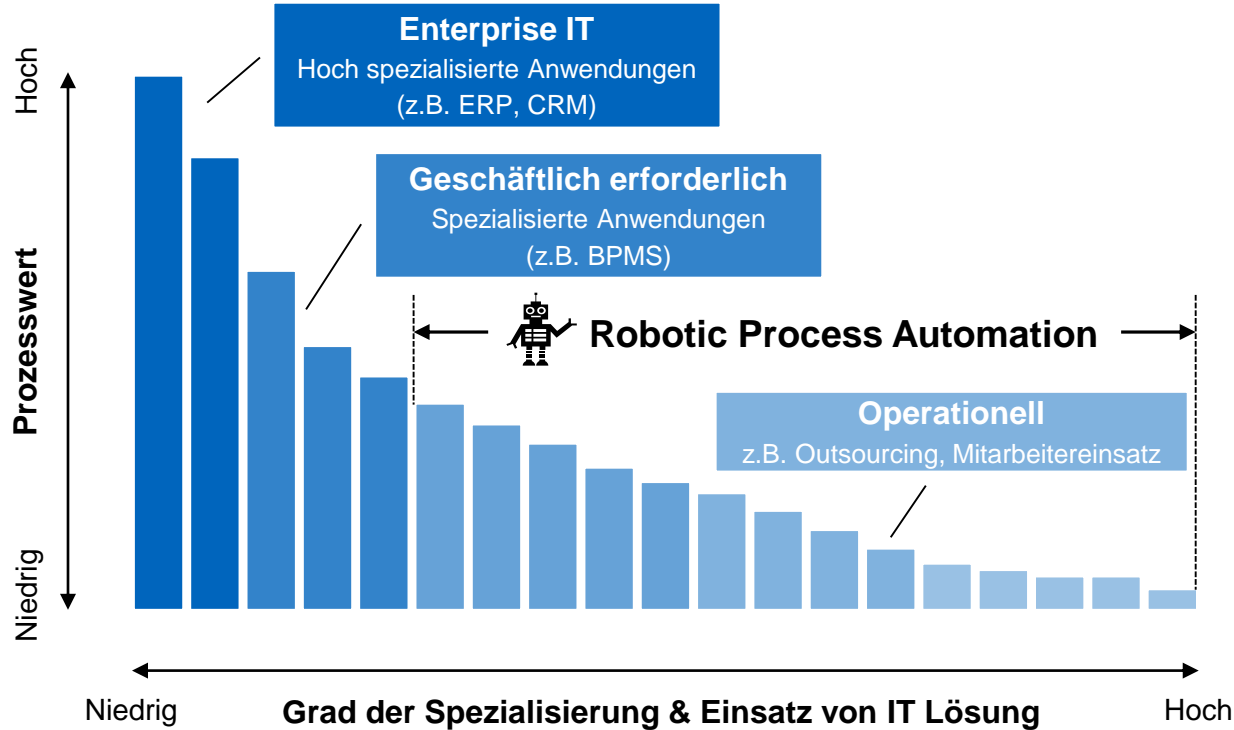 Enterprise IT
Hoch spezialisierte Anwendungen
(z.B. ERP, CRM)
Hoch
Geschäftlich erforderlich
Spezialisierte Anwendungen
(z.B. BPMS)
Prozesswert
Robotic Process Automation
Operationell
z.B. Outsourcing, Mitarbeitereinsatz
Niedrig
Niedrig
Grad der Spezialisierung & Einsatz von IT Lösung
Hoch